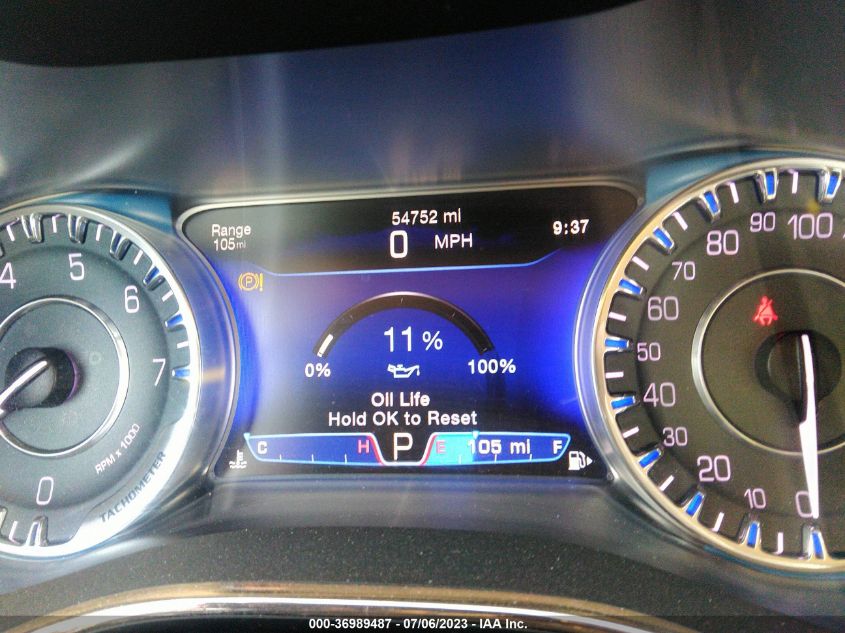 54752 mi
Range
105 mi
0 MPH
9:37
11 %
0% 100%
Oil Life
Hold OK to Reset
C H P E 105 mi F
4 5 6 7
0
RPM x 1000
TACHOMETER
0 10 20 30 40 50 60 70 80 90 100
000-36989487 - 07/06/2023 - IAA Inc.